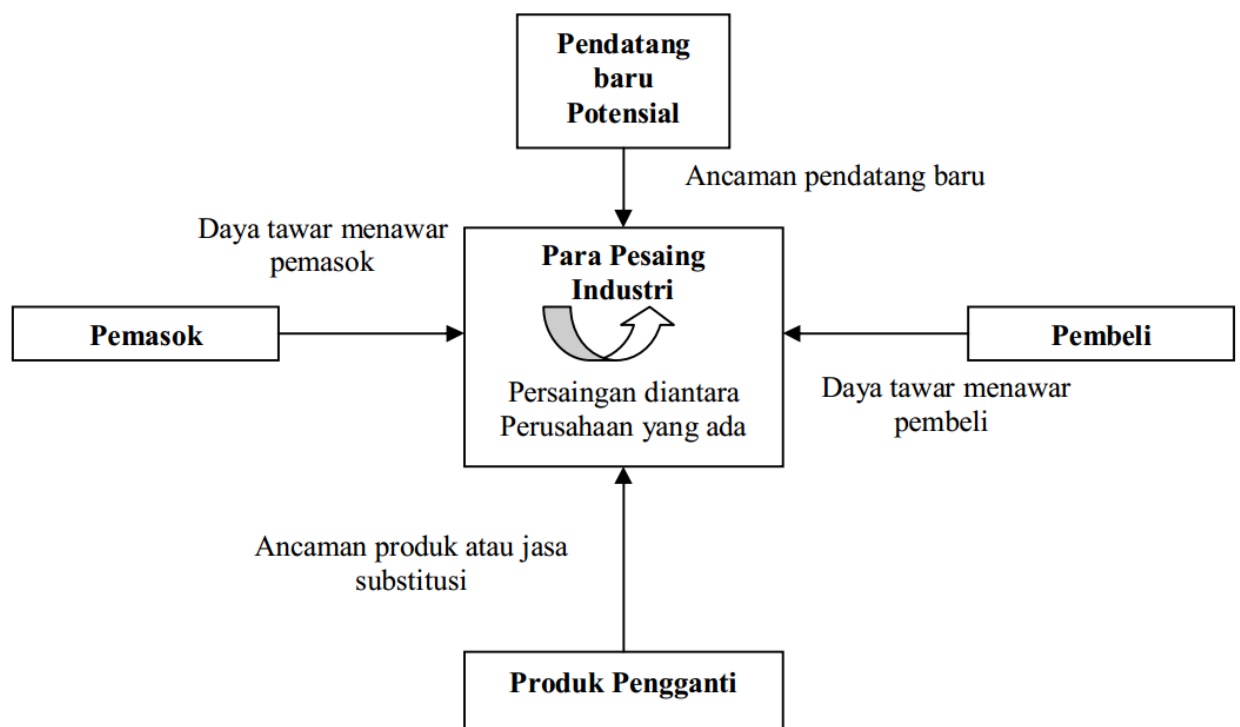 Pendatang
baru
Potensial
Ancaman pendatang baru
Daya tawar menawar
pemasok
Para Pesaing
Industri
Pemasok
Pembeli
Persaingan diantara
Perusahaan yang ada
Daya tawar menawar
pembeli
Ancaman produk atau jasa
substitusi
Produk Pengganti